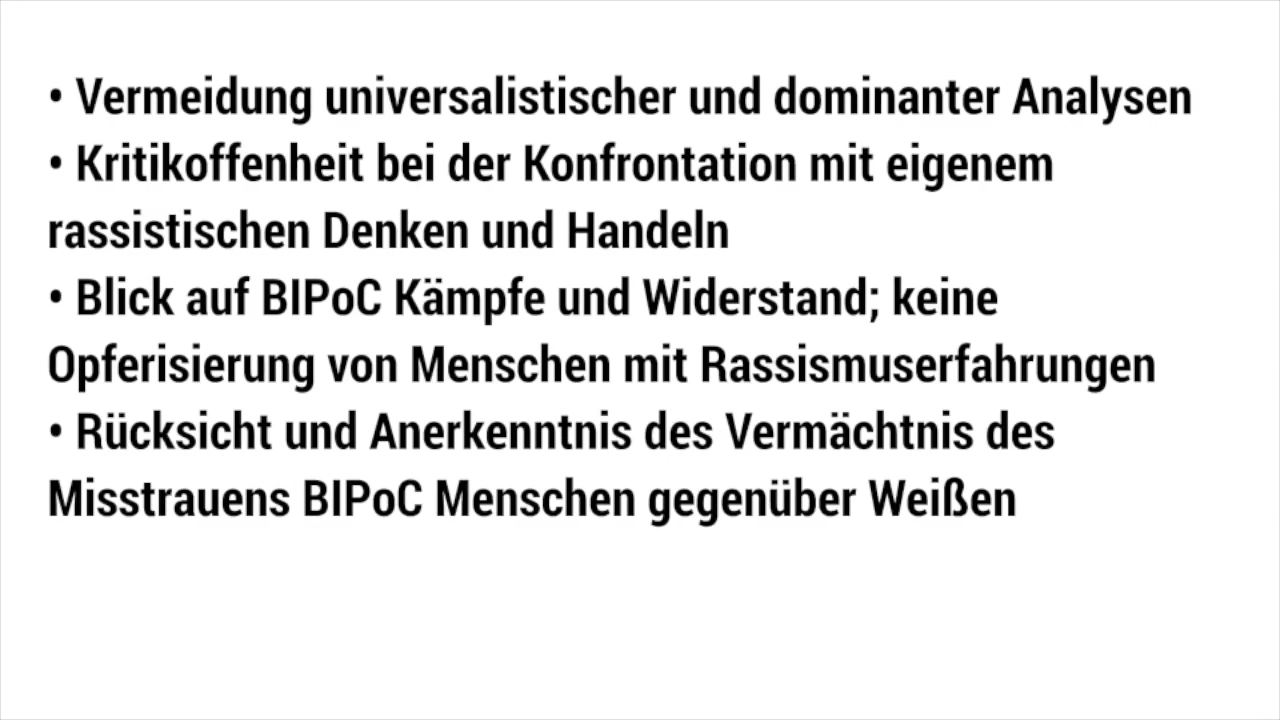 • Vermeidung universalistischer und dominanter Analysen
• Kritikoffenheit bei der Konfrontation mit eigenem
rassistischen Denken und Handeln
• Blick auf BIPoC Kämpfe und Widerstand; keine
Opferisierung von Menschen mit Rassismuserfahrungen
• Rücksicht und Anerkenntnis des Vermächtnis des
Misstrauens BIPoC Menschen gegenüber Weißen